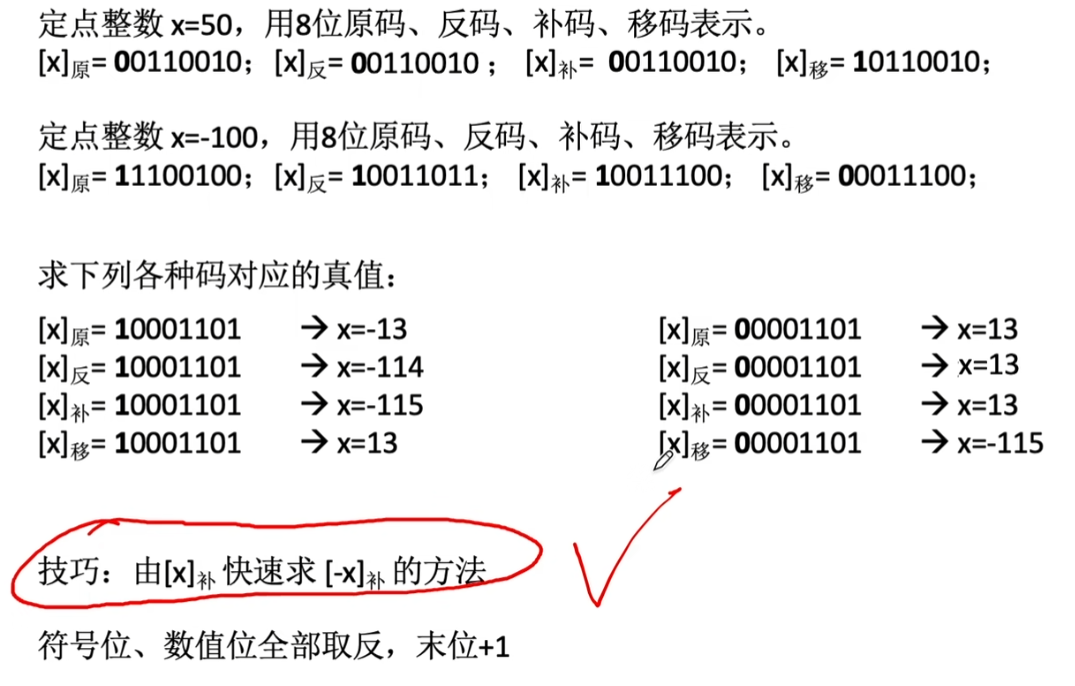 定点整数 x=50，用8位原码、反码、补码、移码表示。
[x]原= 00110010；[x]反= 00110010 ； [x]补= 00110010； [x]移= 10110010；
定点整数 x=-100，用8位原码、反码、补码、移码表示。
[x]原= 11100100；[x]反= 10011011； [x]补= 10011100； [x]移= 00011100；
求下列各种码对应的真值：
[x]原= 10001101 → x=-13 [x]原= 00001101 → x=13
[x]反= 10001101 → x=-114 [x]反= 00001101 → x=13
[x]补= 10001101 → x=-115 [x]补= 00001101 → x=13
[x]移= 10001101 → x=13 [x]移= 00001101 → x=-115
技巧：由[x]补 快速求 [-x]补 的方法
符号位、数值位全部取反，末位+1